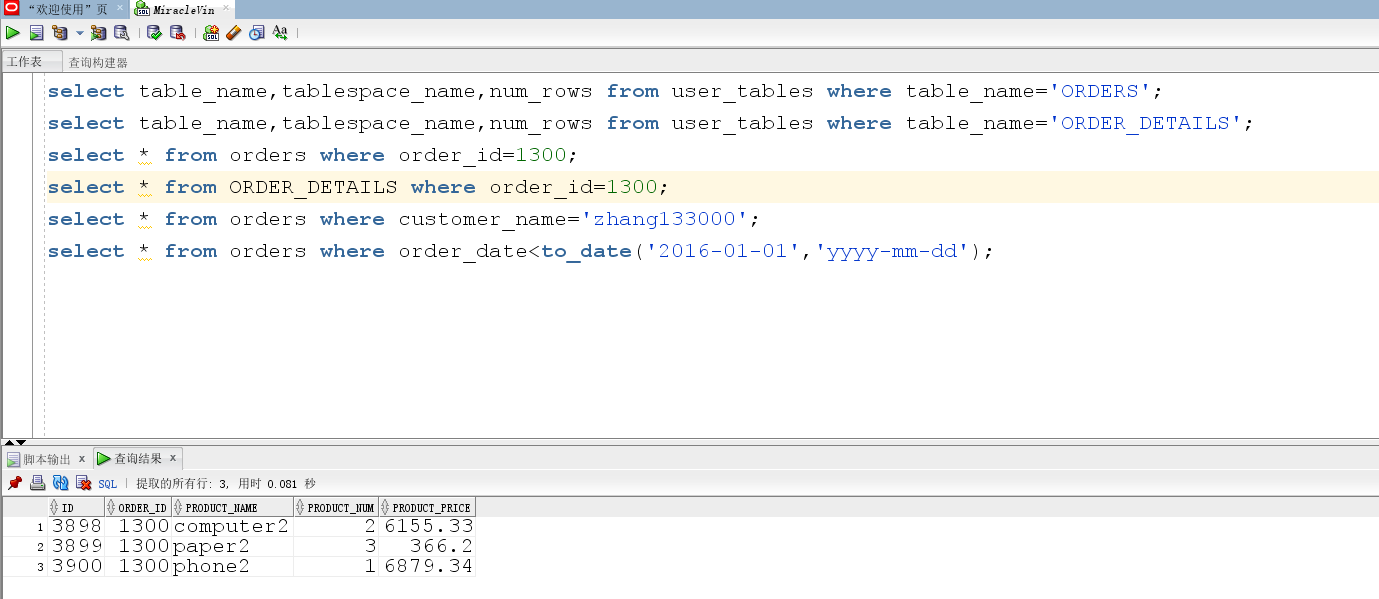 “欢迎使用”页 × MiracleVin ×
Aa
工作表 查询构建器
select table_name,tablespace_name,num_rows from user_tables where table_name='ORDERS';
select table_name,tablespace_name,num_rows from user_tables where table_name='ORDER_DETAILS';
select * from orders where order_id=1300;
select * from ORDER_DETAILS where order_id=1300;
select * from orders where customer_name='zhang133000';
select * from orders where order_date<to_date('2016-01-01','yyyy-mm-dd');
脚本输出 x 查询结果 x
SQL | 提取的所有行: 3, 用时 0.081 秒
ID ORDER_ID PRODUCT_NAME PRODUCT_NUM PRODUCT_PRICE
1 3898 1300 computer2 2 6155.33
2 3899 1300 paper2 3 366.2
3 3900 1300 phone2 1 6879.34